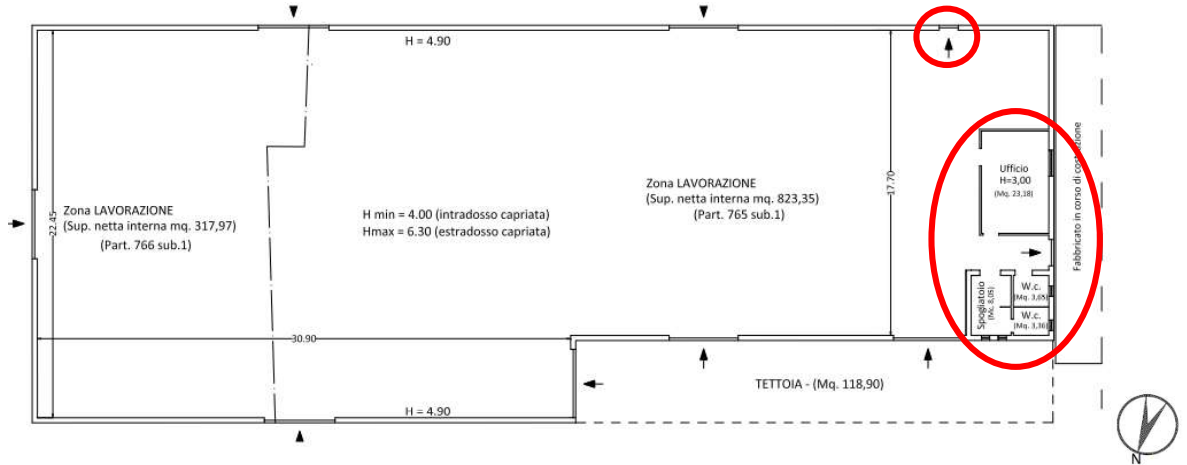 H = 4.90
Zona LAVORAZIONE
(Sup. netta interna mq. 317,97)
(Part. 766 sub.1)
22.45
H min = 4.00 (intradosso capriata)
Hmax = 6.30 (estradosso capriata)
Zona LAVORAZIONE
(Sup. netta interna mq. 823,35)
(Part. 765 sub.1)
17.70
Ufficio
H=3,00
(Mq. 23,18)
Fabbricato in corso di costruzione
Spogliatoio
(Mc. 8,05)
W.c.
(Mq. 3,65)
W.c.
(Mq. 3,36)
30.90
TETTOIA - (Mq. 118,90)
H = 4.90
N